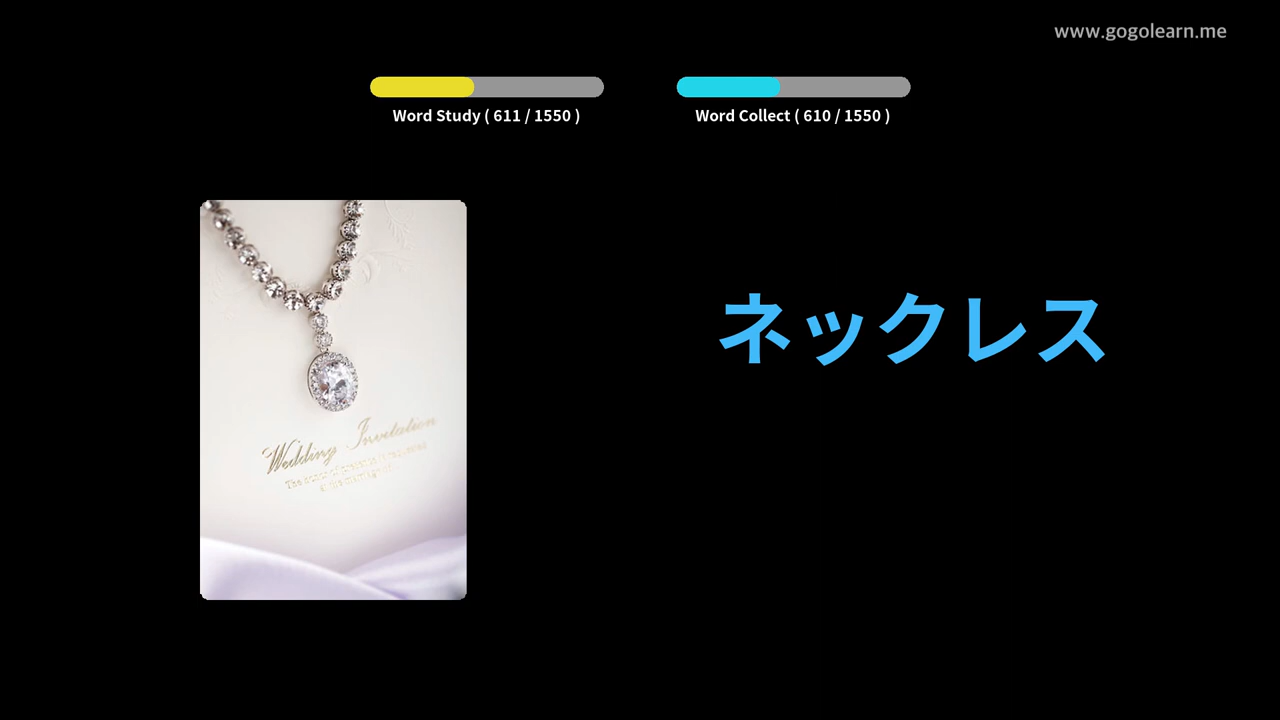 www.gogolearn.me
Word Study ( 611 / 1550 )
Word Collect ( 610 / 1550 )
ネックレス
Wedding Invitation